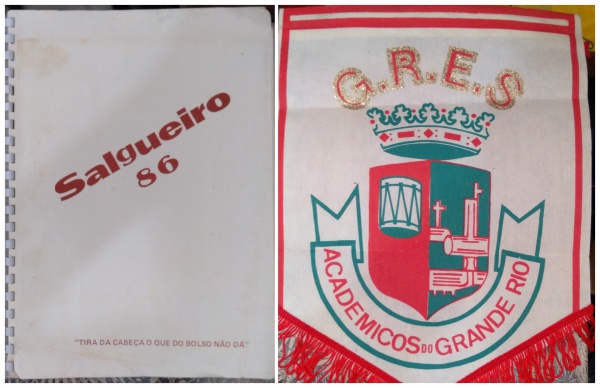 Salgueiro
86
"TIRA DA CABEÇA O QUE DO BOLSO NÃO DÁ"
G.R.E.S
ACADEMICOS DO GRANDE RIO